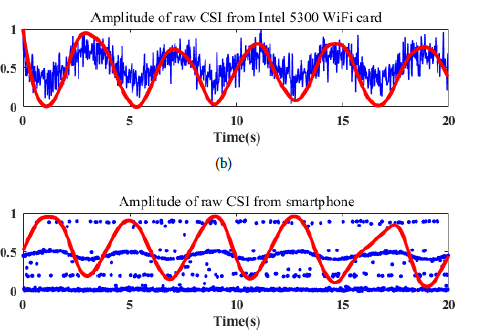 Amplitude of raw CSI from Intel 5300 WiFi card
1
0.5
0
0 5 10 15 20
Time(s)
(b)
Amplitude of raw CSI from smartphone
1
0.5
0
0 5 10 15 20
Time(s)